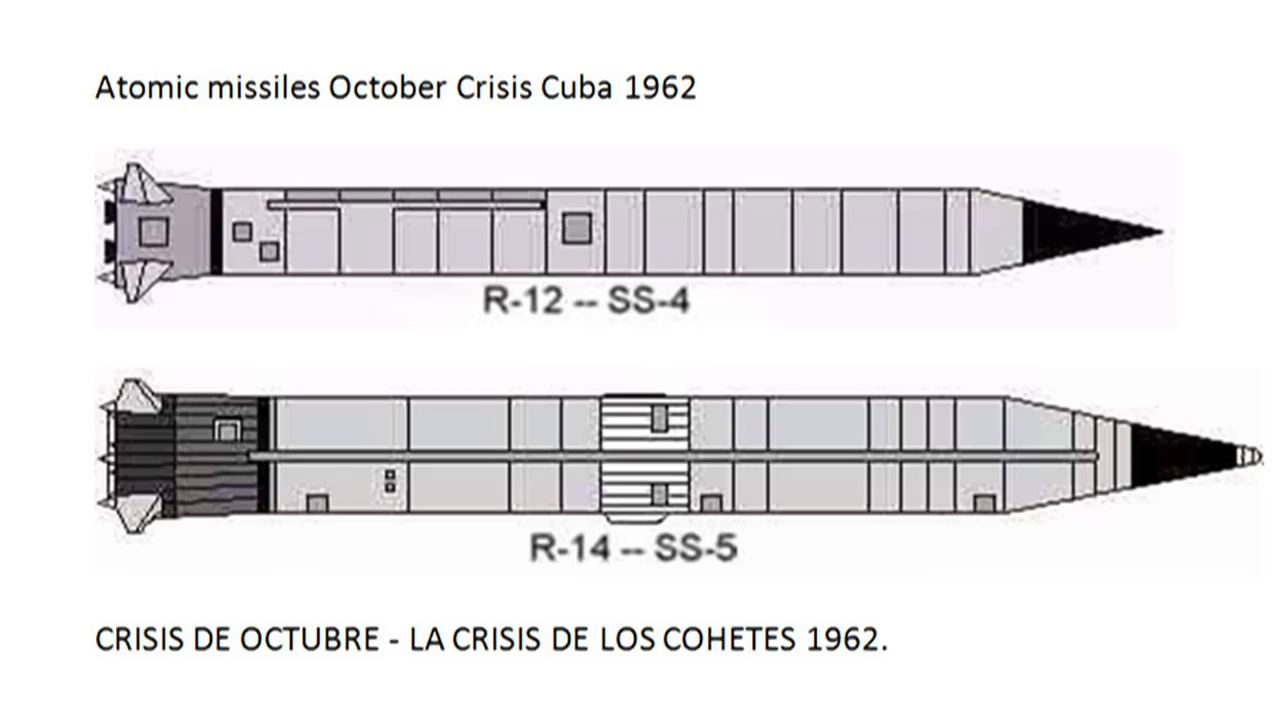 Atomic missiles October Crisis Cuba 1962
R-12 -- SS-4
R-14 -- SS-5
CRISIS DE OCTUBRE - LA CRISIS DE LOS COHETES 1962.